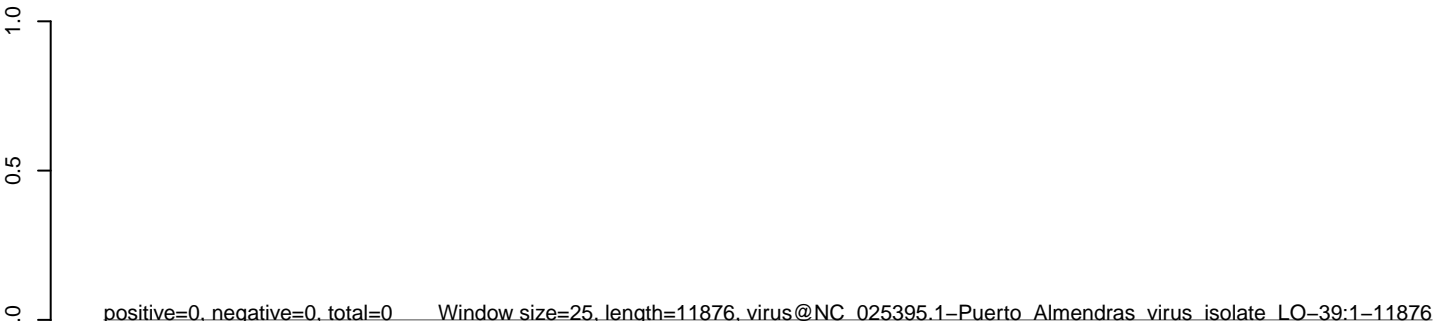 1.0
0.5
.0
positive=0, negative=0, total=0 Window size=25, length=11876, virus@NC_025395.1−Puerto_Almendras_virus_isolate_LO−39:1−11876